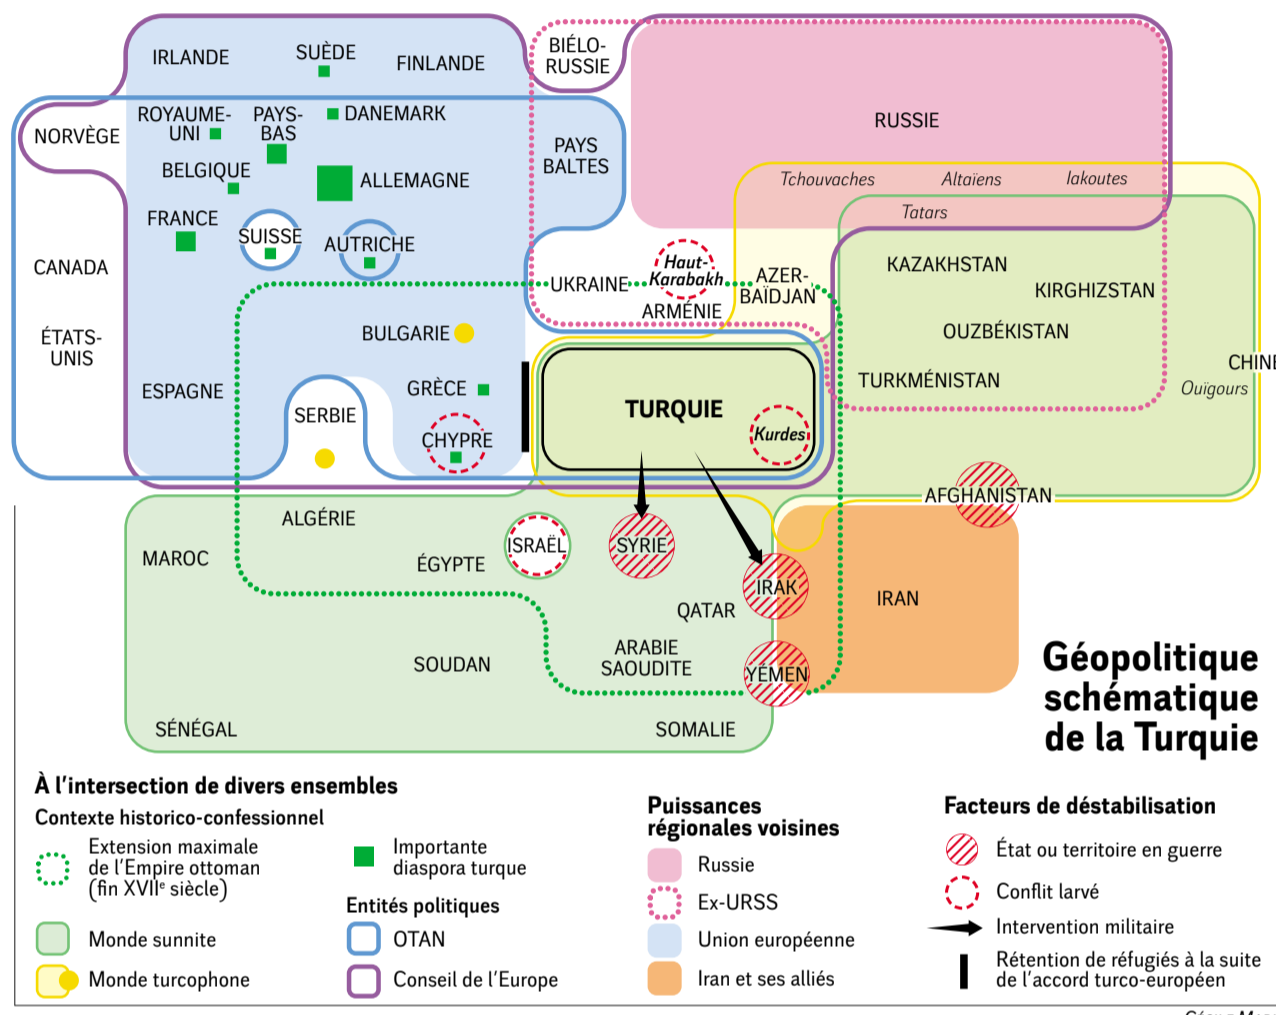 IRLANDE
SUÈDE
FINLANDE
BIÉLO-
RUSSIE
RUSSIE
NORVÈGE
ROYAUME-
UNI
PAYS-
BAS
DANEMARK
PAYS
BALTES
BELGIQUE
ALLEMAGNE
Tchouvaches
Altaïens
Iakoutes
FRANCE
Tatars
SUISSE
AUTRICHE
CANADA
UKRAINE
Haut-
Karabakh
AZER-
BAÏDJAN
KAZAKHSTAN
KIRGHIZSTAN
ARMÉNIE
ÉTATS-
UNIS
BULGARIE
OUZBÉKISTAN
CHINE
ESPAGNE
GRÈCE
TURQUIE
TURKMÉNISTAN
Ouïgours
SERBIE
CHYPRE
Kurdes
AFGHANISTAN
ALGÉRIE
MAROC
ÉGYPTE
ISRAËL
SYRIE
IRAK
IRAN
QATAR
SOUDAN
ARABIE
SAOUDITE
YÉMEN
SÉNÉGAL
SOMALIE
Géopolitique
schématique
de la Turquie
À l'intersection de divers ensembles
Contexte historico-confessionnel
Extension maximale
de l'Empire ottoman
(fin XVIIe siècle)
Monde sunnite
Monde turcophone
Importante
diaspora turque
Entités politiques
OTAN
Conseil de l'Europe
Puissances
régionales voisines
Russie
Ex-URSS
Union européenne
Iran et ses alliés
Facteurs de déstabilisation
État ou territoire en guerre
Conflit larvé
Intervention militaire
Rétention de réfugiés à la suite
de l'accord turco-européen